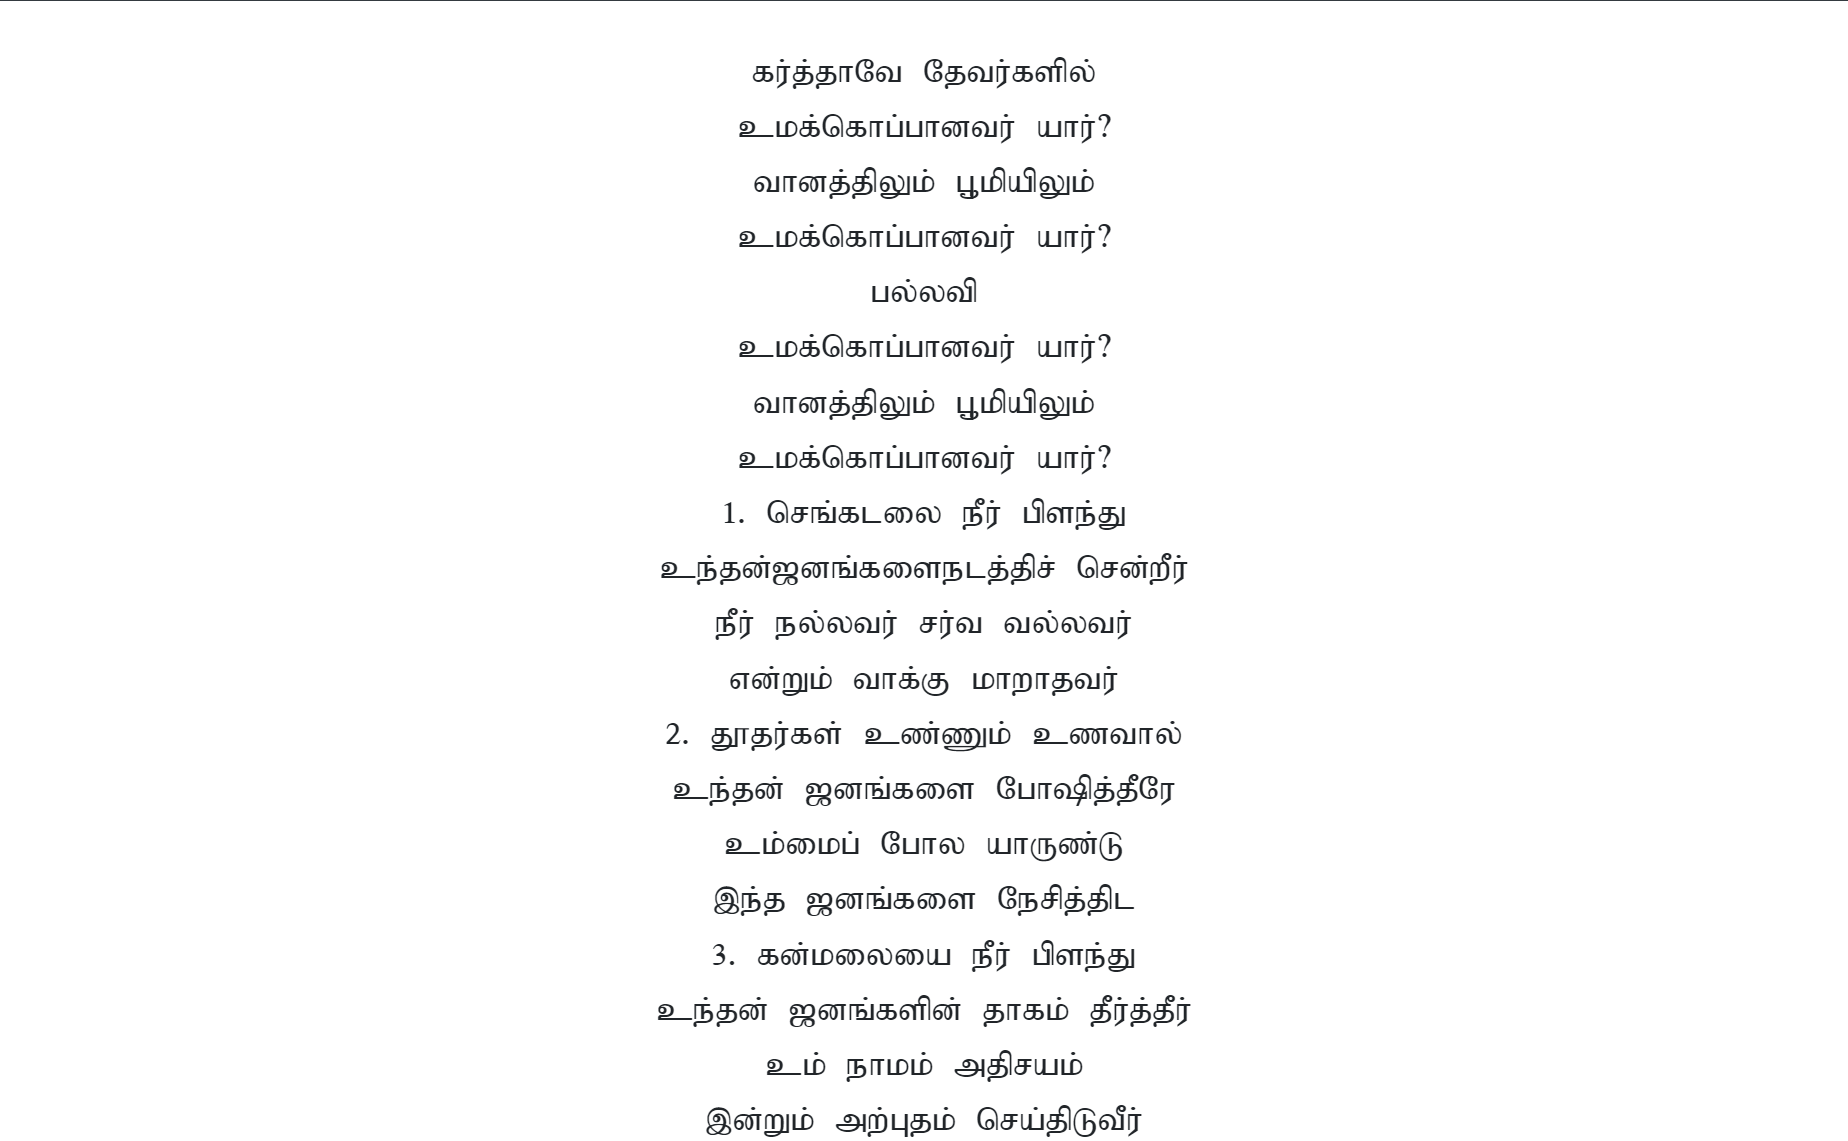 கர்த்தாவே தேவர்களில்
உமக்கொப்பானவர் யார்?
வானத்திலும் பூமியிலும்
உமக்கொப்பானவர் யார்?
பல்லவி
உமக்கொப்பானவர் யார்?
வானத்திலும் பூமியிலும்
உமக்கொப்பானவர் யார்?
1. செங்கடலை நீர் பிளந்து
உந்தன்ஜனங்களைநடத்திச் சென்றீர்
நீர் நல்லவர் சர்வ வல்லவர்
என்றும் வாக்கு மாறாதவர்
2. தூதர்கள் உண்ணும் உணவால்
உந்தன் ஜனங்களை போஷித்தீரே
உம்மைப் போல யாருண்டு
இந்த ஜனங்களை நேசித்திட
3. கன்மலையை நீர் பிளந்து
உந்தன் ஜனங்களின் தாகம் தீர்த்தீர்
உம் நாமம் அதிசயம்
இன்றும் அற்புதம் செய்திடுவீர்